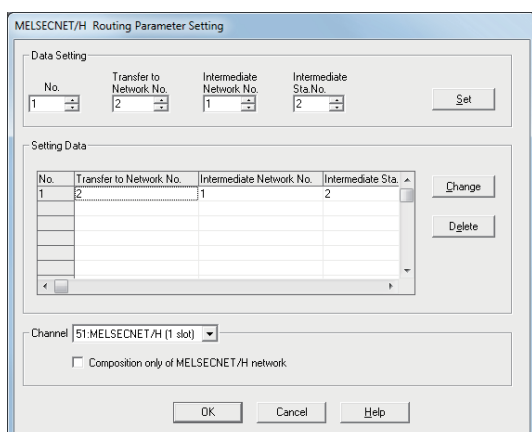 MELSECNET/H Routing Parameter Setting
Data Setting
No. Transfer to Network No. Intermediate Network No. Intermediate Sta.No.
1 2 1 2 Set
Setting Data
No. Transfer to Network No. Intermediate Network No. Intermediate Sta.
1 2 1 2
Change
Delete
Channel 51:MELSECNET/H (1 slot)
Composition only of MELSECNET/H network
OK Cancel Help